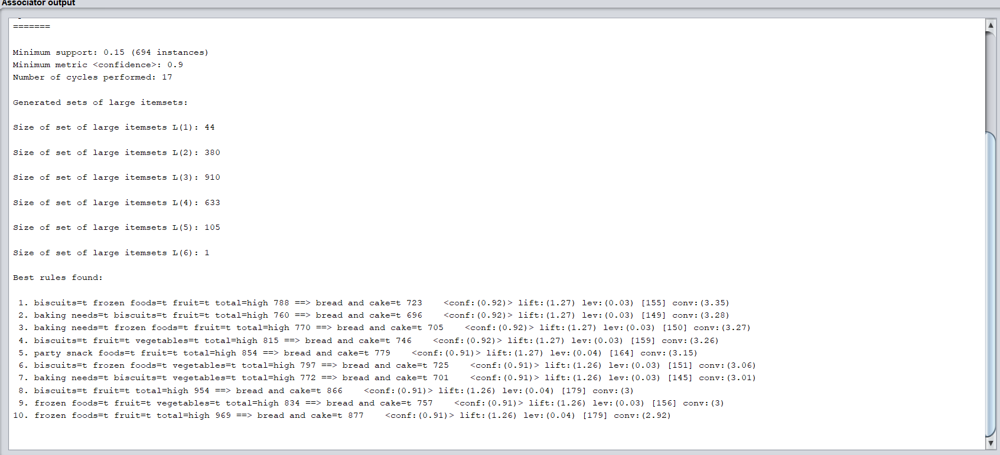 Associator output
=======
Minimum support: 0.15 (694 instances)
Minimum metric <confidence>: 0.9
Number of cycles performed: 17
Generated sets of large itemsets:
Size of set of large itemsets L(1): 44
Size of set of large itemsets L(2): 380
Size of set of large itemsets L(3): 910
Size of set of large itemsets L(4): 633
Size of set of large itemsets L(5): 105
Size of set of large itemsets L(6): 1
Best rules found:
1. biscuits=t frozen foods=t fruit=t total=high 788 ==> bread and cake=t 723    <conf:(0.92)> lift:(1.27) lev:(0.03) [155] conv:(3.35)
2. baking needs=t biscuits=t fruit=t total=high 760 ==> bread and cake=t 696    <conf:(0.92)> lift:(1.27) lev:(0.03) [149] conv:(3.28)
3. baking needs=t frozen foods=t fruit=t total=high 770 ==> bread and cake=t 705    <conf:(0.92)> lift:(1.27) lev:(0.03) [150] conv:(3.27)
4. biscuits=t fruit=t vegetables=t total=high 815 ==> bread and cake=t 746    <conf:(0.92)> lift:(1.27) lev:(0.03) [159] conv:(3.26)
5. party snack foods=t fruit=t total=high 854 ==> bread and cake=t 779    <conf:(0.91)> lift:(1.27) lev:(0.04) [164] conv:(3.15)
6. biscuits=t frozen foods=t vegetables=t total=high 797 ==> bread and cake=t 725    <conf:(0.91)> lift:(1.26) lev:(0.03) [151] conv:(3.06)
7. baking needs=t biscuits=t vegetables=t total=high 772 ==> bread and cake=t 701    <conf:(0.91)> lift:(1.26) lev:(0.03) [145] conv:(3.01)
8. biscuits=t fruit=t total=high 954 ==> bread and cake=t 866    <conf:(0.91)> lift:(1.26) lev:(0.04) [179] conv:(3)
9. frozen foods=t fruit=t vegetables=t total=high 834 ==> bread and cake=t 757    <conf:(0.91)> lift:(1.26) lev:(0.03) [156] conv:(3)
10. frozen foods=t fruit=t total=high 969 ==> bread and cake=t 877    <conf:(0.91)> lift:(1.26) lev:(0.04) [179] conv:(2.92)